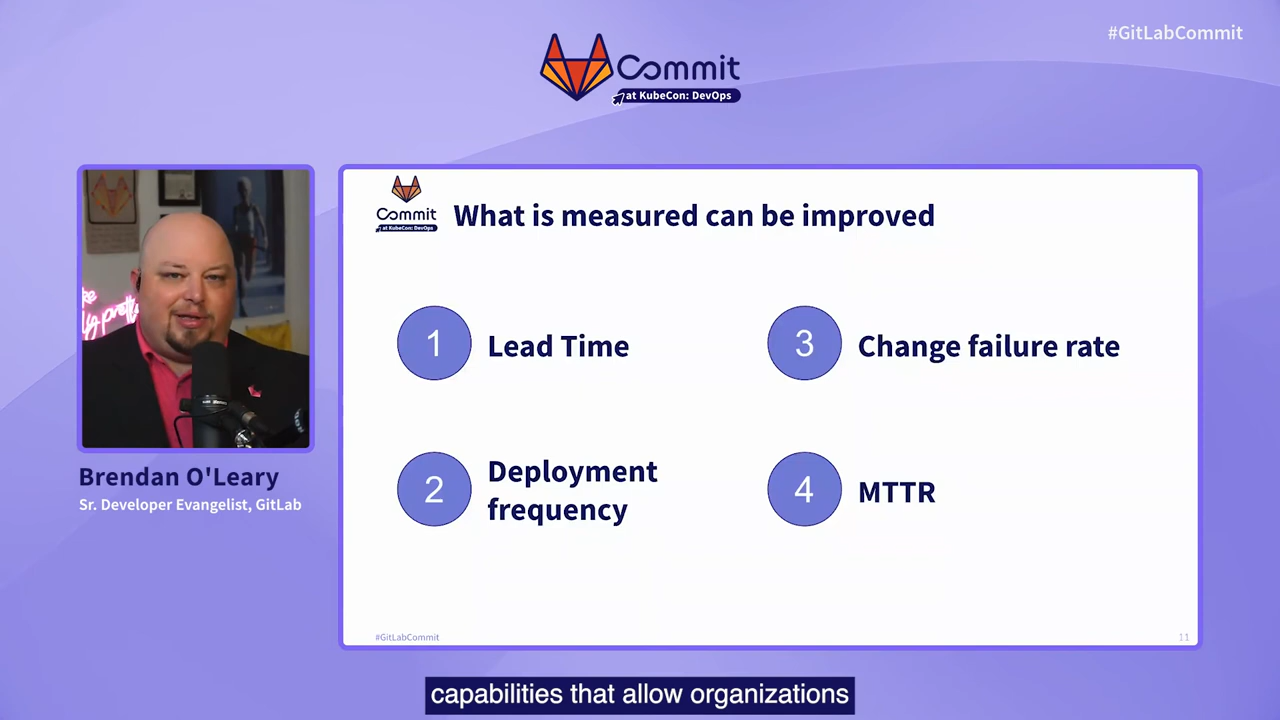 #GitLabCommit
Commit
at KubeCon: DevOps
Commit
at KubeCon: DevOps
What is measured can be improved
1
Lead Time
3
Change failure rate
2
Deployment
frequency
4
MTTR
#GitLabCommit
11
Brendan O'Leary
Sr. Developer Evangelist, GitLab
capabilities that allow organizations